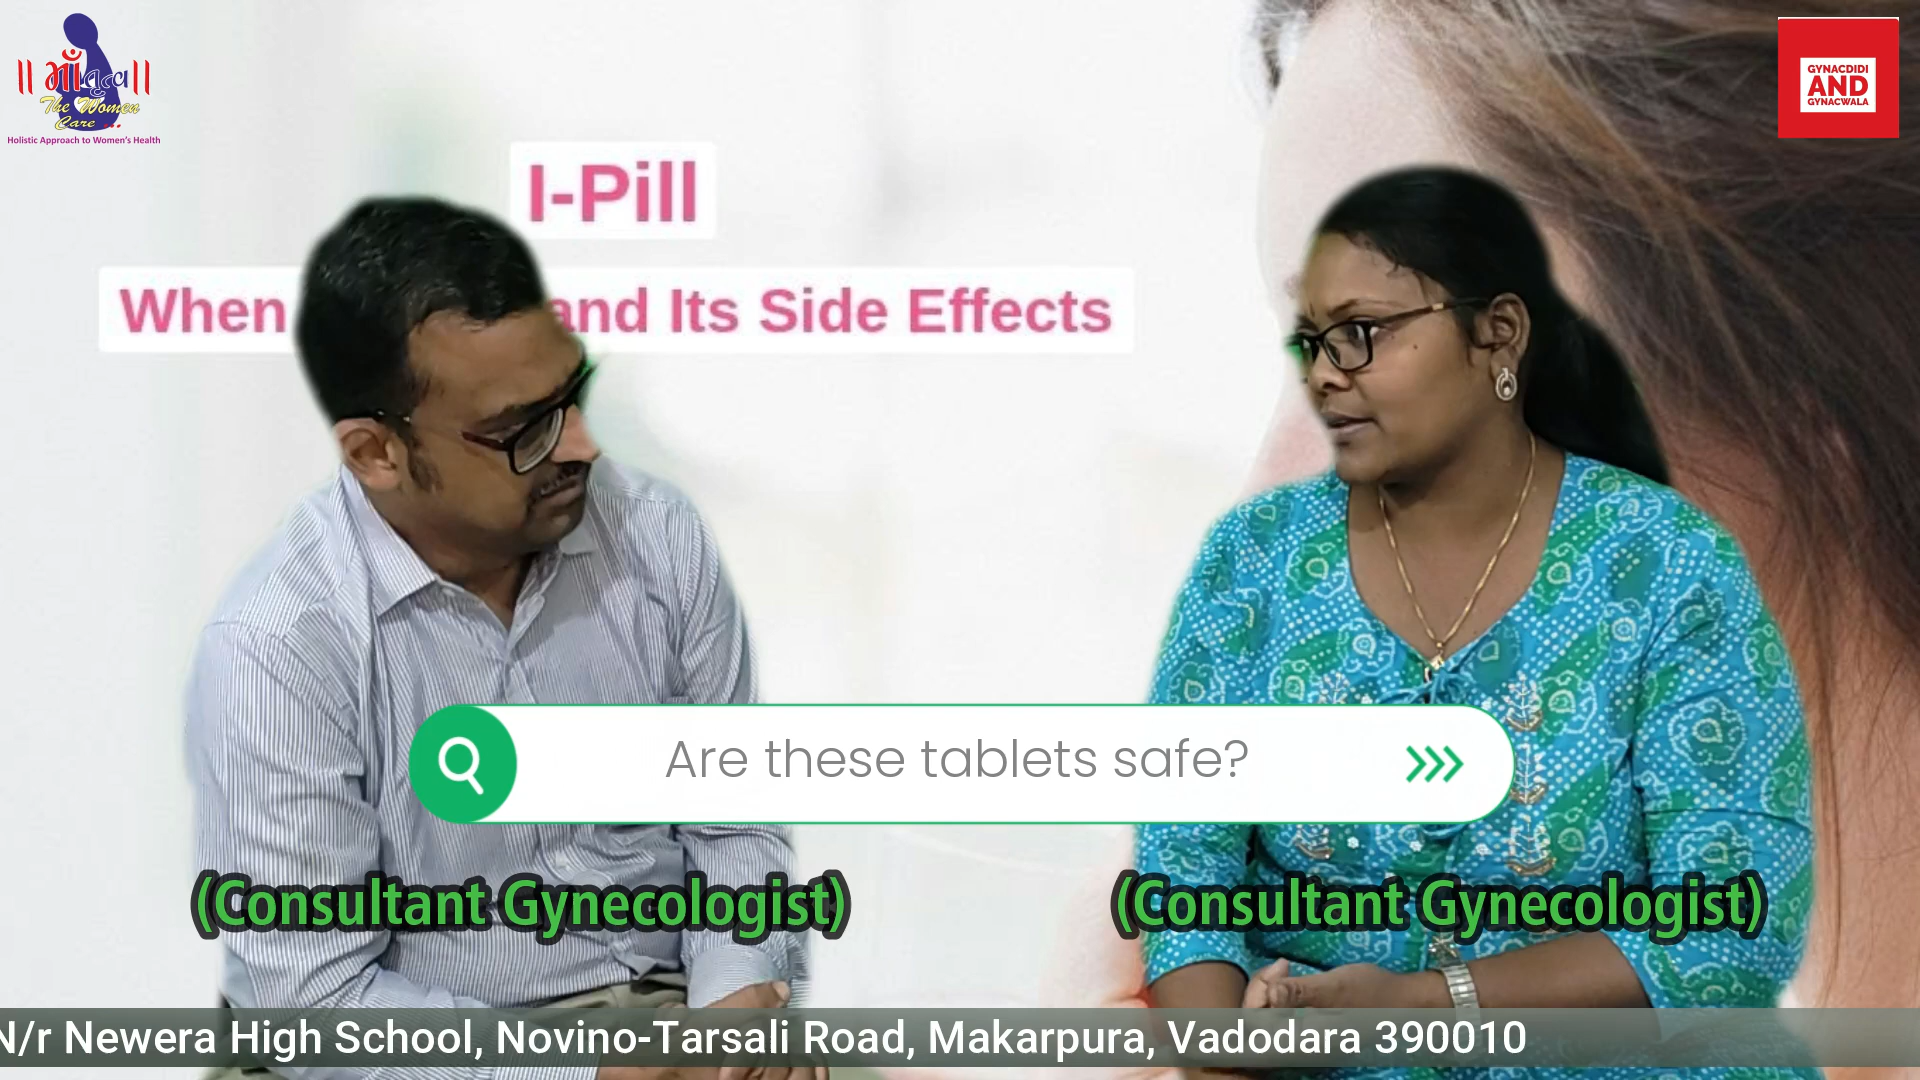 || माँतृत्व ||
The Women
Care ...
Holistic Approach to Women's Health
GYNACDIDI
AND
GYNACWALA
I-Pill
When and Its Side Effects
Are these tablets safe?
(Consultant Gynecologist)
(Consultant Gynecologist)
N/r Newera High School, Novino-Tarsali Road, Makarpura, Vadodara 390010